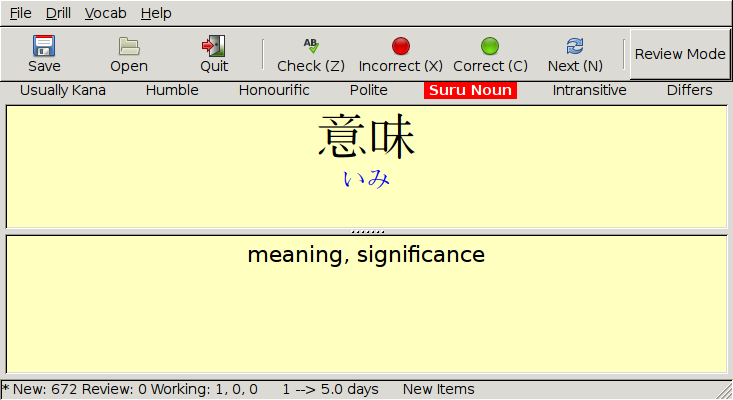 File Drill Vocab Help
Save Open Quit Check (Z) Incorrect (X) Correct (C) Next (N) Review Mode
Usually Kana Humble Honourific Polite Suru Noun Intransitive Differs
意味
いみ
meaning, significance
* New: 672 Review: 0 Working: 1, 0, 0 1 --> 5.0 days New Items